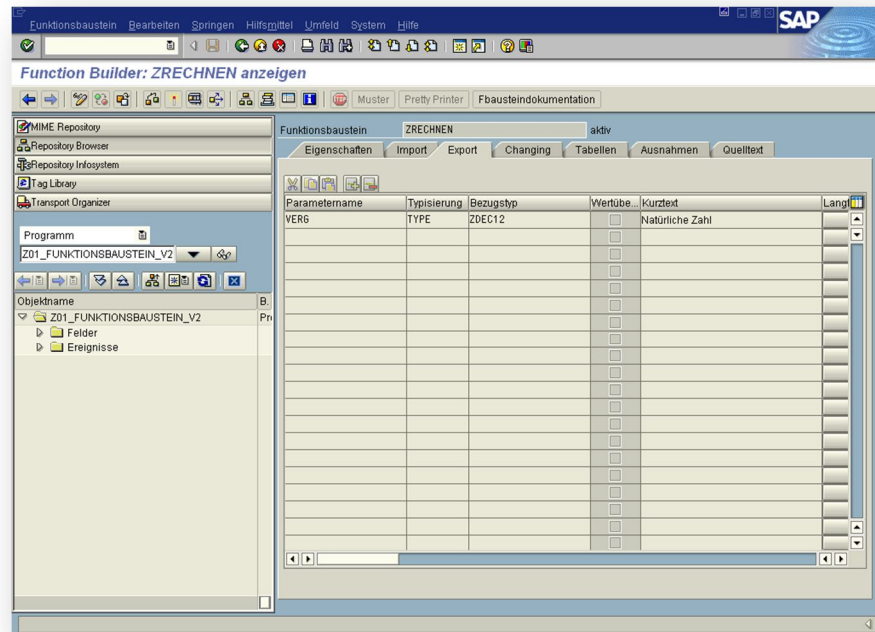 Funktionsbaustein Bearbeiten Springen Hilfsmittel Umfeld System Hilfe
SAP
Function Builder: ZRECHNEN anzeigen
Muster Pretty Printer Fbausteindokumentation
MIME Repository
Repository Browser
Repository Infosystem
Tag Library
Transport Organizer
Programm
Z01_FUNKTIONSBAUSTEIN_V2
Objektname B.
Z01_FUNKTIONSBAUSTEIN_V2 Pr
Felder
Ereignisse
Funktionsbaustein ZRECHNEN aktiv
Eigenschaften Import Export Changing Tabellen Ausnahmen Quelltext
Parametername Typisierung Bezugstyp Wertübe... Kurztext Langt
VERG TYPE ZDEC12 Natürliche Zahl